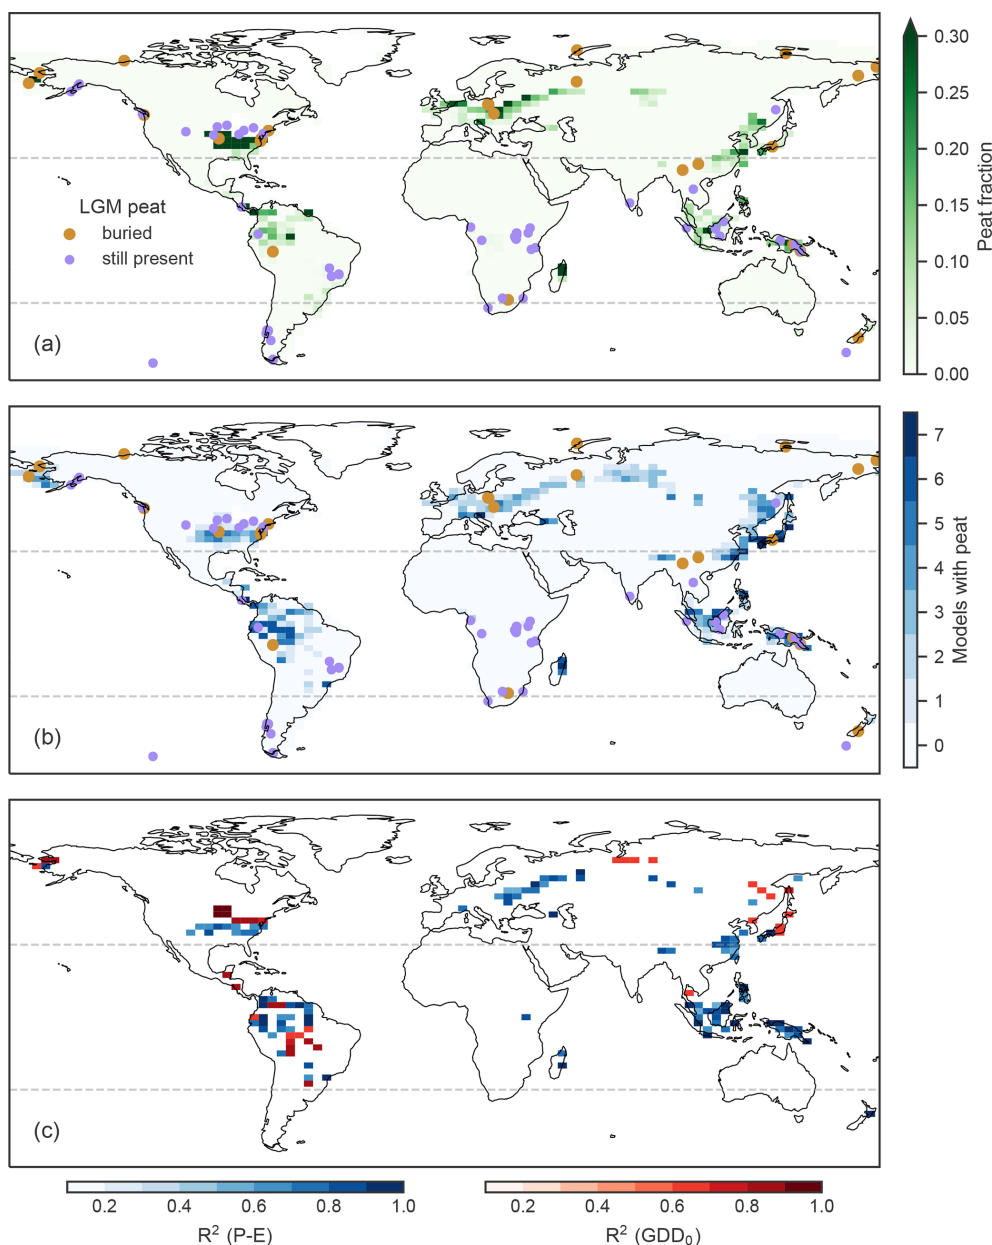 LGM peat
buried
still present
(a)
0.30
0.25
0.20
0.15
0.10
0.05
0.00
Peat fraction
(b)
7
6
5
4
3
2
1
0
Models with peat
(c)
0.2 0.4 0.6 0.8 1.0
R² (P-E)
0.2 0.4 0.6 0.8 1.0
R² (GDD₀)